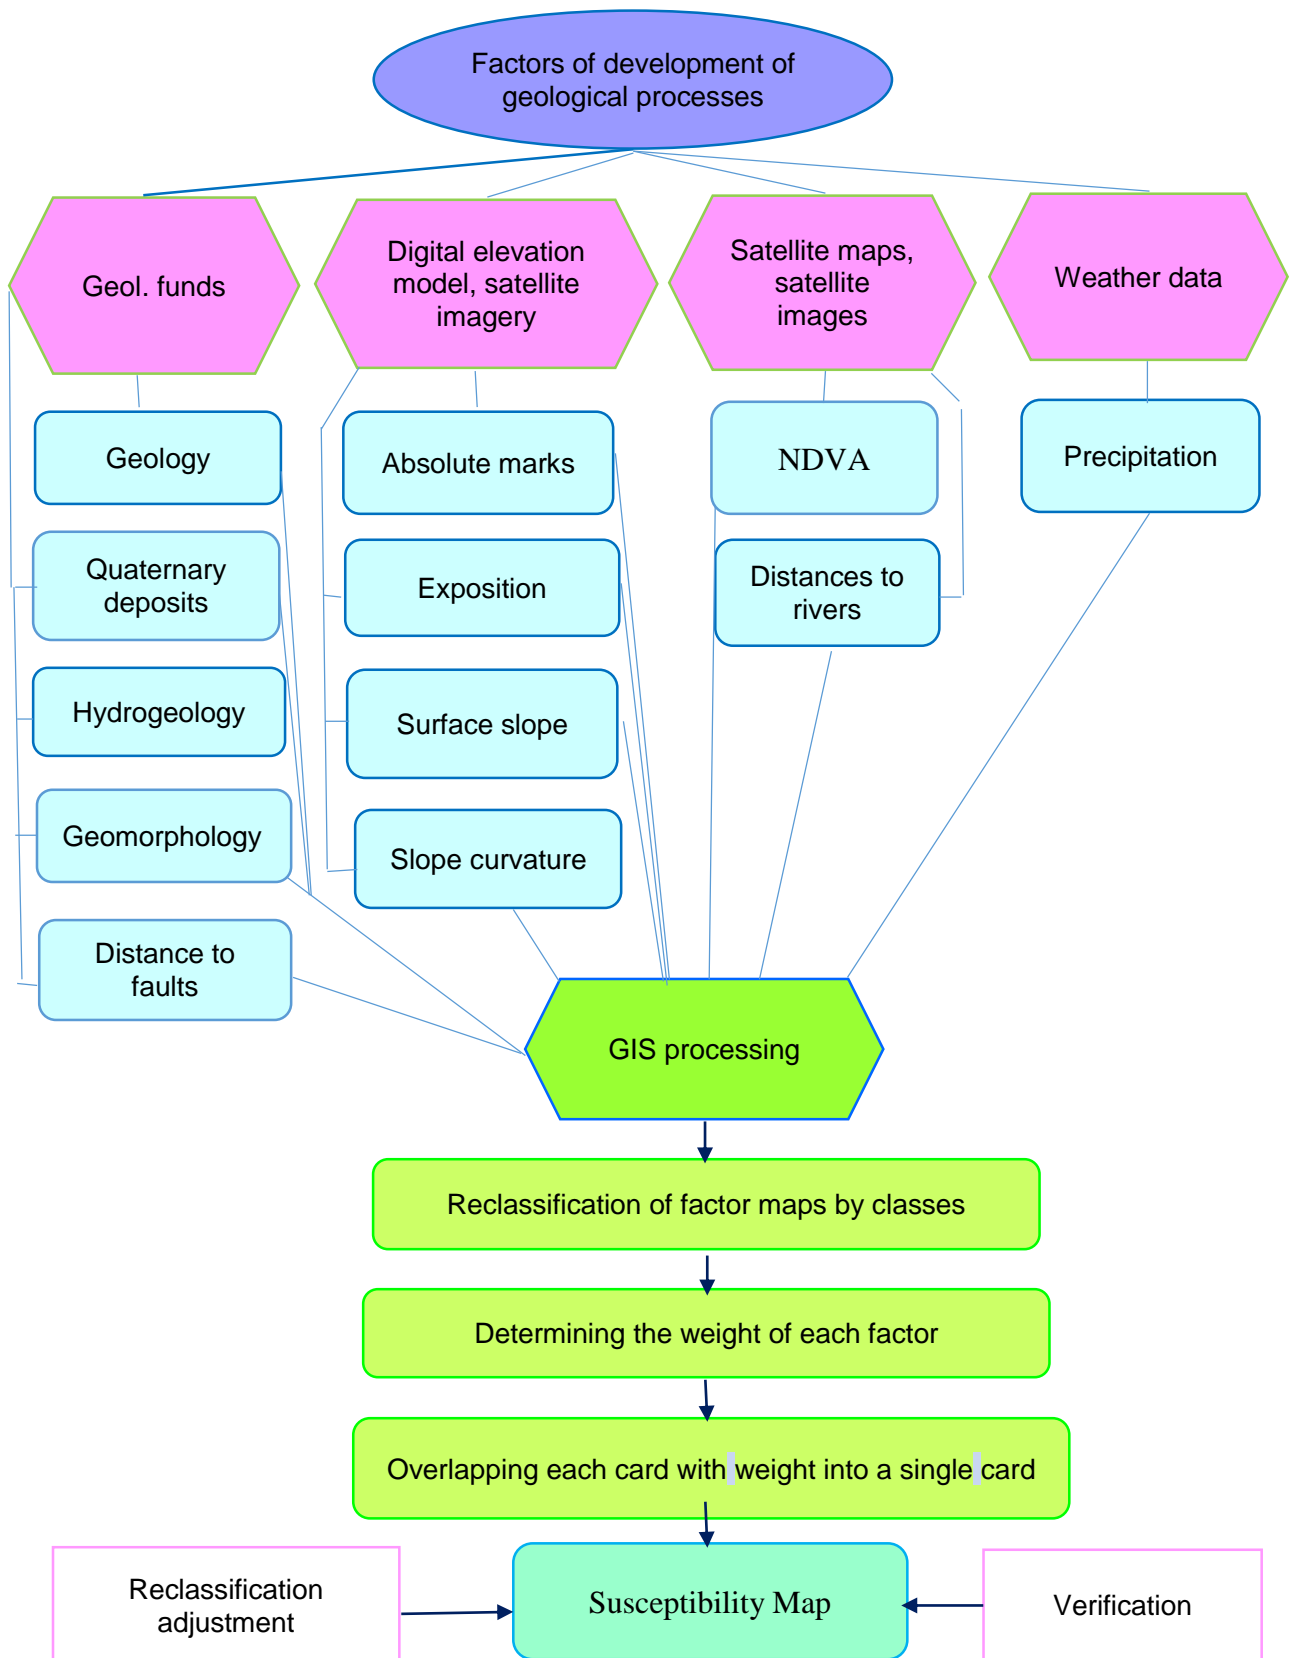 Factors of development of
geological processes
Geol. funds
Digital elevation
model, satellite
imagery
Satellite maps,
satellite
images
Weather data
Geology
Absolute marks
NDVA
Precipitation
Quaternary
deposits
Exposition
Distances to
rivers
Hydrogeology
Surface slope
Geomorphology
Slope curvature
Distance to
faults
GIS processing
Reclassification of factor maps by classes
Determining the weight of each factor
Overlapping each card with weight into a single card
Reclassification
adjustment
Susceptibility Map
Verification